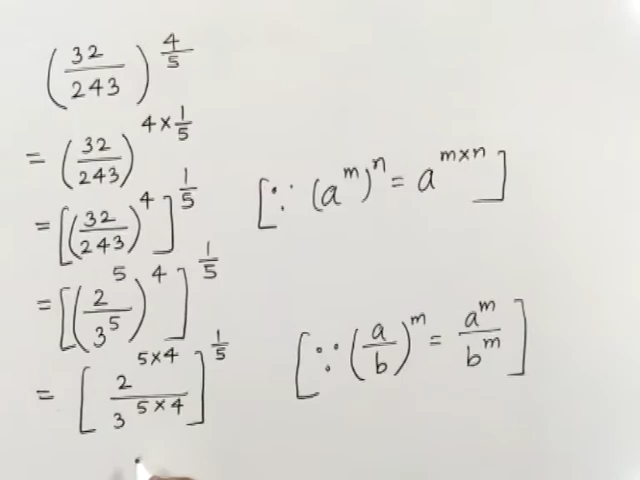 (32/243)^(4/5)
= (32/243)^(4×1/5)
= [(32/243)^4]^(1/5) [∵ (a^m)^n = a^(m×n)]
= [(2^5/3^5)^4]^(1/5)
= [2^(5×4)/3^(5×4)]^(1/5) [∵ (a/b)^m = a^m/b^m]